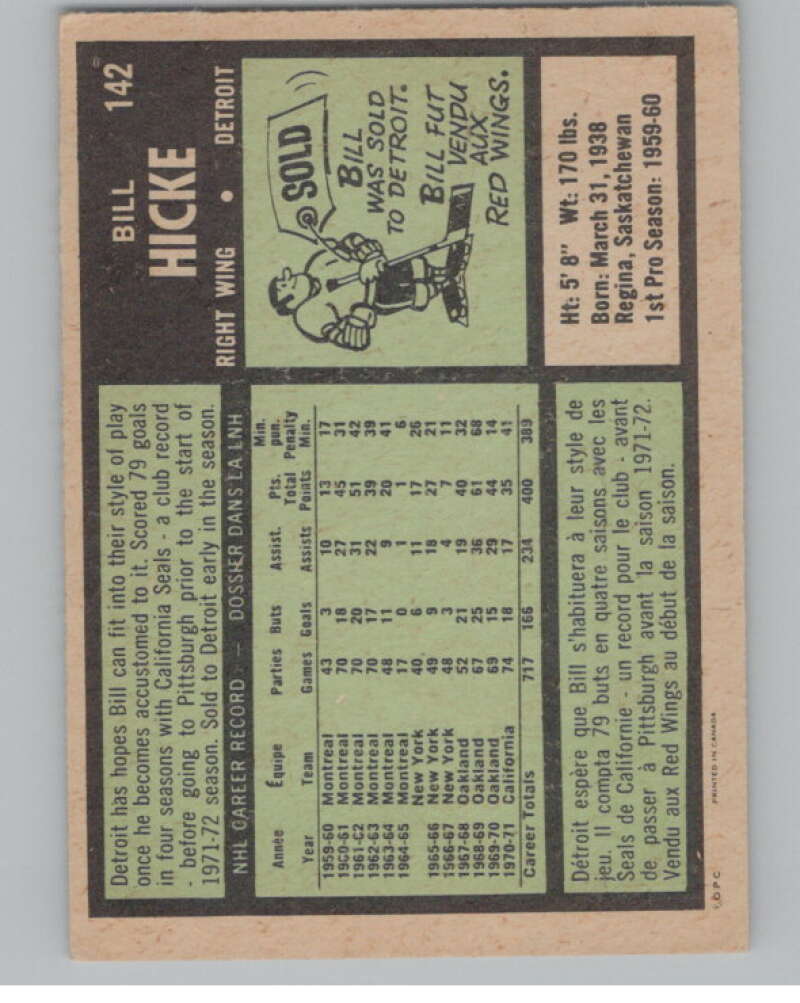 BILL 142
HICKE
RIGHT WING • DETROIT
Detroit has hopes Bill can fit into their style of play
once he becomes accustomed to it. Scored 79 goals
in four seasons with California Seals - a club record
- before going to Pittsburgh prior to the start of
1971-72 season. Sold to Detroit early in the season.
SOLD
BILL
WAS SOLD
TO DETROIT.
BILL FUT
VENDU
AUX
RED WINGS.
NHL CAREER RECORD — DOSSIER DANS LA LNH
Année Équipe Parties Buts Assist. Pts. Total Min. pun.
Year Team Games Goals Assists Points Penalty Min.
1959-60 Montreal 43 3 10 13 17
1960-61 Montreal 70 18 27 45 31
1961-62 Montreal 70 20 31 51 42
1962-63 Montreal 70 17 22 39 39
1963-64 Montreal 48 11 9 20 41
1964-65 Montreal 17 0 1 1 6
New York 40 6 11 17 26
1965-66 New York 49 9 18 27 21
1966-67 New York 48 3 4 7 11
1967-68 Oakland 52 21 19 40 32
1968-69 Oakland 67 25 36 61 68
1969-70 Oakland 69 15 29 44 14
1970-71 California 74 18 17 35 41
Career Totals 717 166 234 400 389
Ht: 5' 8" Wt: 170 lbs.
Born: March 31, 1938
Regina, Saskatchewan
1st Pro Season: 1959-60
Détroit espère que Bill s'habituera à leur style de
jeu. Il compta 79 buts en quatre saisons avec les
Seals de Californie - un record pour le club - avant
de passer à Pittsburgh avant la saison 1971-72.
Vendu aux Red Wings au début de la saison.
O P C PRINTED IN CANADA